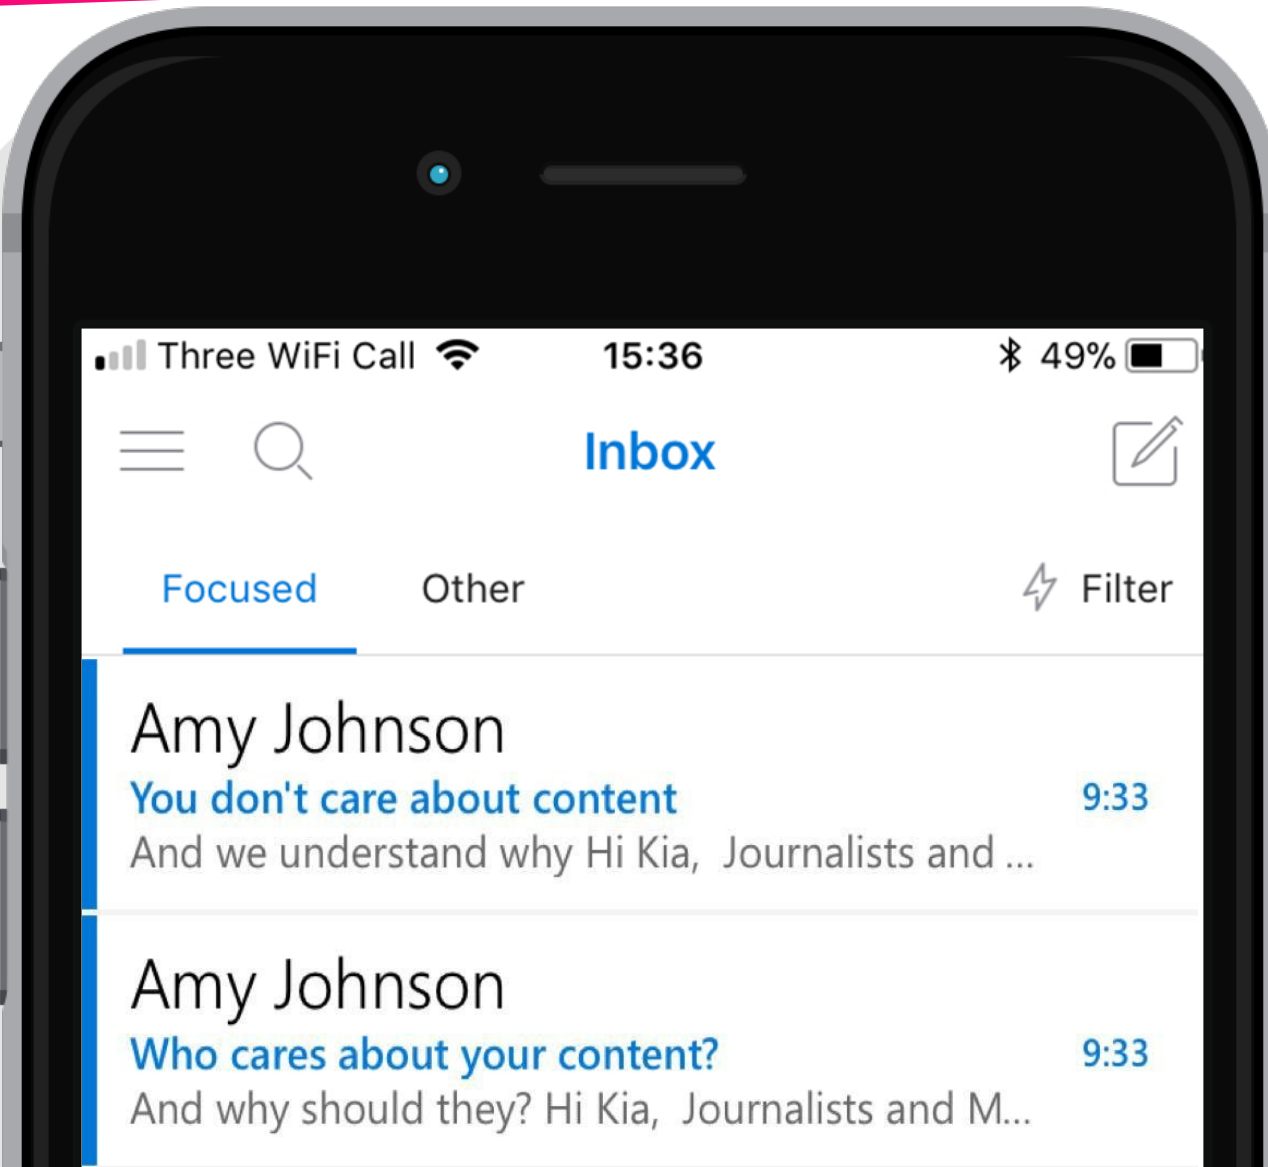 Three WiFi Call 15:36 49%
Inbox
Focused Other Filter
Amy Johnson
You don't care about content 9:33
And we understand why Hi Kia, Journalists and ...
Amy Johnson
Who cares about your content? 9:33
And why should they? Hi Kia, Journalists and M...